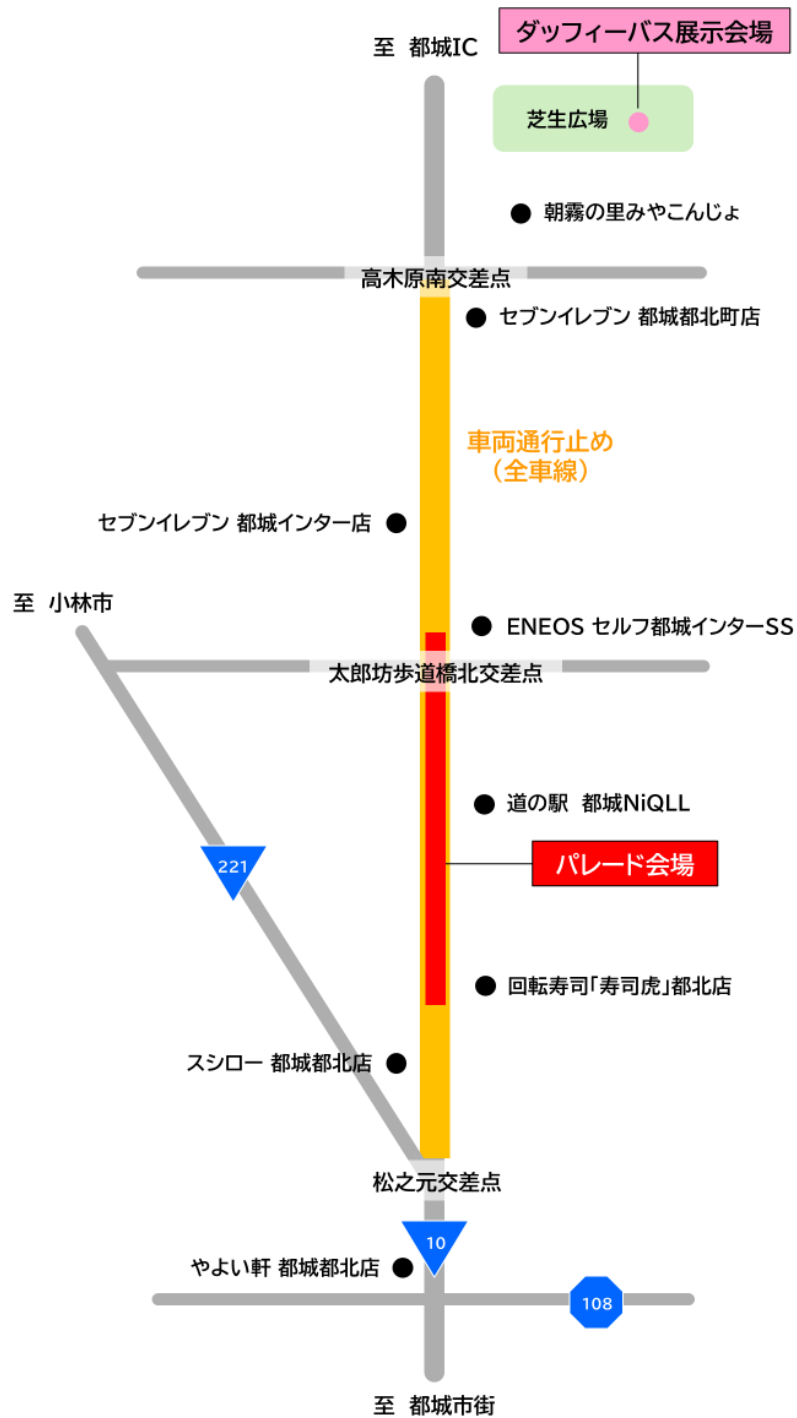 ダッフィーバス展示会場
至 都城IC
芝生広場
朝霧の里みやこんじょ
高木原南交差点
セブンイレブン 都城都北町店
車両通行止め
（全車線）
セブンイレブン 都城インター店
至 小林市
ENEOS セルフ都城インターSS
太郎坊歩道橋北交差点
道の駅 都城NiQLL
221
パレード会場
回転寿司「寿司虎」都北店
スシロー 都城都北店
松之元交差点
10
やよい軒 都城都北店
108
至 都城市街